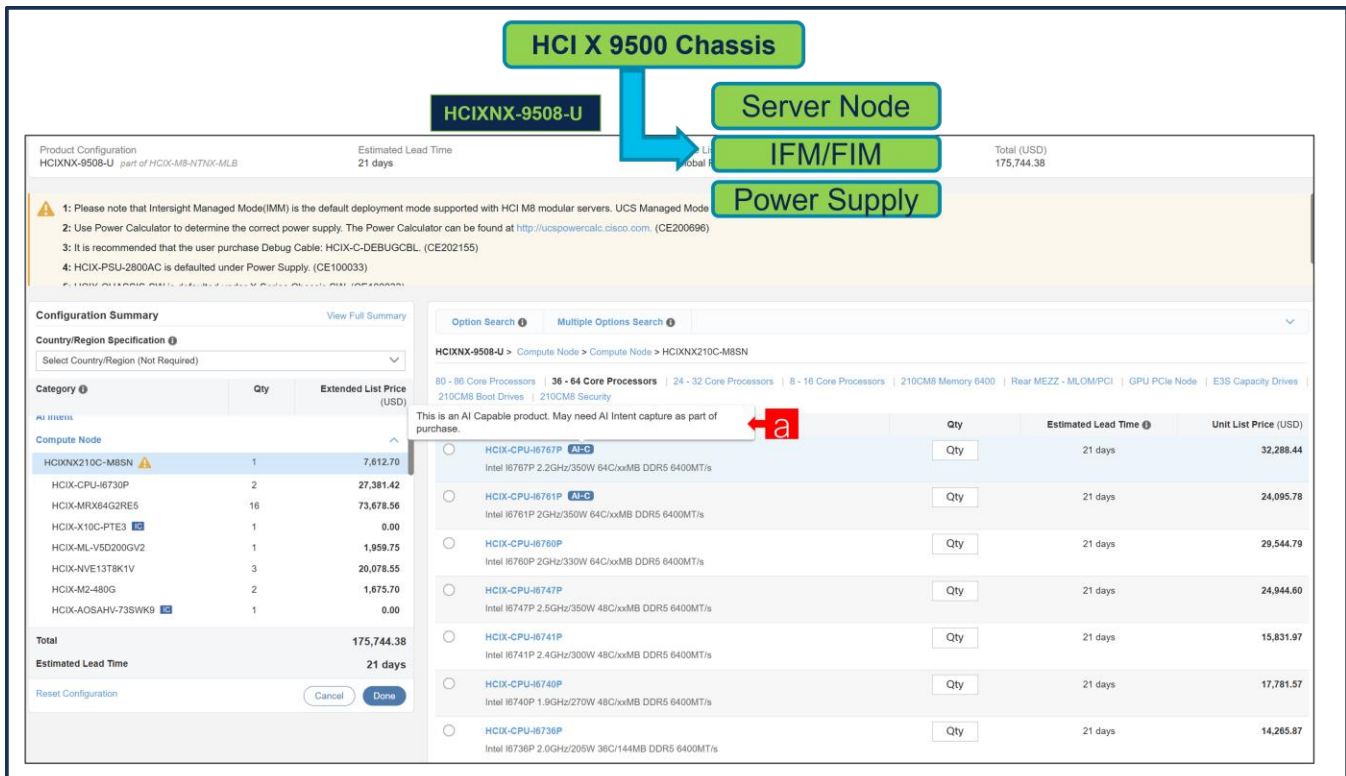 HCI X 9500 Chassis
HCIXNX-9508-U
Server Node
IFM/FIM
Power Supply
Product Configuration
HCIXNX-9508-U part of HCIX-M8-NTNX-MLB
Estimated Lead Time
21 days
Total (USD)
175,744.38
1: Please note that Intersight Managed Mode(IMM) is the default deployment mode supported with HCI M8 modular servers. UCS Managed Mode
2: Use Power Calculator to determine the correct power supply. The Power Calculator can be found at http://ucspowercalc.cisco.com. (CE200696)
3: It is recommended that the user purchase Debug Cable: HCIX-C-DEBUGCBL. (CE202155)
4: HCIX-PSU-2800AC is defaulted under Power Supply. (CE100033)
Configuration Summary View Full Summary
Country/Region Specification
Select Country/Region (Not Required)
Category Qty Extended List Price (USD)
AI Intent
Compute Node
HCIXNX210C-M8SN 1 7,612.70
HCIX-CPU-I6730P 2 27,381.42
HCIX-MRX64G2RE5 16 73,678.56
HCIX-X10C-PTE3 IC 1 0.00
HCIX-ML-V5D200GV2 1 1,959.75
HCIX-NVE13T8K1V 3 20,078.55
HCIX-M2-480G 2 1,675.70
HCIX-AOSAHV-73SWK9 IC 1 0.00
Total 175,744.38
Estimated Lead Time 21 days
Reset Configuration Cancel Done
Option Search Multiple Options Search
HCIXNX-9508-U > Compute Node > Compute Node > HCIXNX210C-M8SN
80 - 86 Core Processors | 36 - 64 Core Processors | 24 - 32 Core Processors | 8 - 16 Core Processors | 210CM8 Memory 6400 | Rear MEZZ - MLOM/PCI | GPU PCIe Node | E3S Capacity Drives |
210CM8 Boot Drives | 210CM8 Security
This is an AI Capable product. May need AI Intent capture as part of
purchase.
a
Qty Estimated Lead Time Unit List Price (USD)
HCIX-CPU-I6767P AI-C Qty 21 days 32,288.44
Intel I6767P 2.2GHz/350W 64C/xxMB DDR5 6400MT/s
HCIX-CPU-I6761P AI-C Qty 21 days 24,095.78
Intel I6761P 2GHz/350W 64C/xxMB DDR5 6400MT/s
HCIX-CPU-I6760P Qty 21 days 29,544.79
Intel I6760P 2GHz/330W 64C/xxMB DDR5 6400MT/s
HCIX-CPU-I6747P Qty 21 days 24,944.60
Intel I6747P 2.5GHz/350W 48C/xxMB DDR5 6400MT/s
HCIX-CPU-I6741P Qty 21 days 15,831.97
Intel I6741P 2.4GHz/300W 48C/xxMB DDR5 6400MT/s
HCIX-CPU-I6740P Qty 21 days 17,781.57
Intel I6740P 1.9GHz/270W 48C/xxMB DDR5 6400MT/s
HCIX-CPU-I6736P Qty 21 days 14,265.87
Intel I6736P 2.0GHz/205W 36C/144MB DDR5 6400MT/s